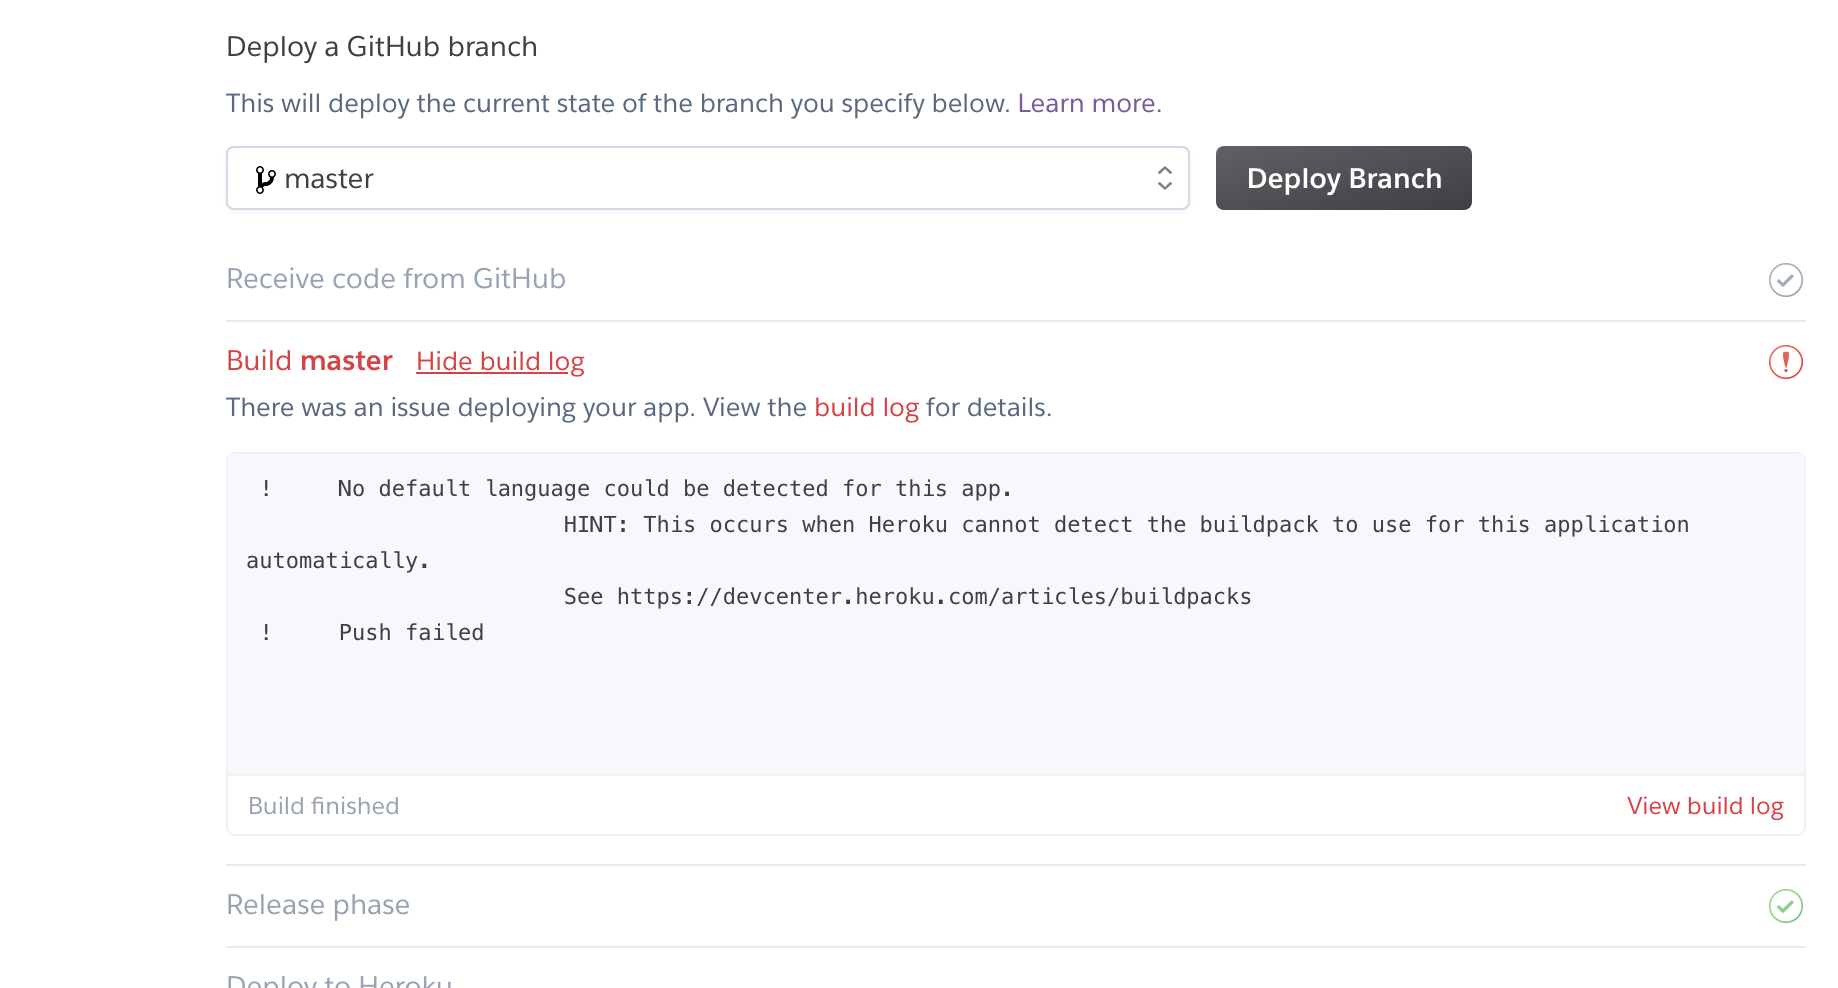 Deploy a GitHub branch
This will deploy the current state of the branch you specify below. Learn more.
master
Deploy Branch
Receive code from GitHub
Build master Hide build log
There was an issue deploying your app. View the build log for details.
! No default language could be detected for this app.
HINT: This occurs when Heroku cannot detect the buildpack to use for this application
automatically.
See https://devcenter.heroku.com/articles/buildpacks
! Push failed
Build finished
View build log
Release phase
Deploy to Heroku